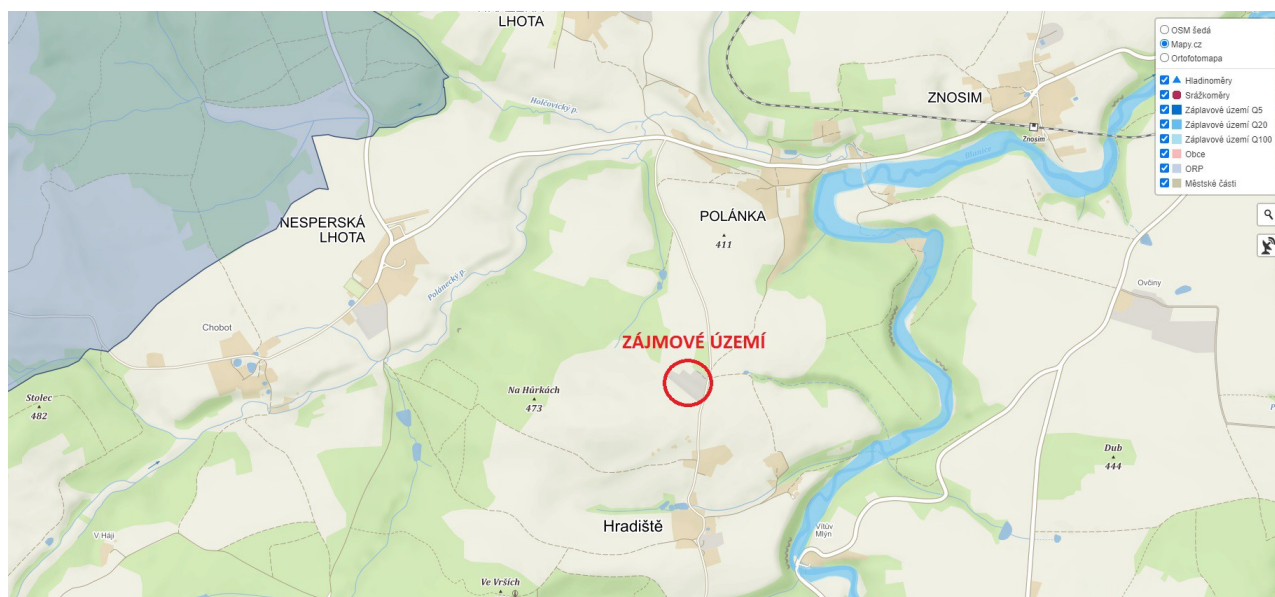 LHOTA
ZNOSIM
Holčovický p.
Blanice
Znosim
NESPERSKÁ
LHOTA
POLÁNKA
411
Polánecký p.
Ovčiny
Chobot
ZÁJMOVÉ ÚZEMÍ
Stolec
482
Na Hůrkách
473
Dub
444
Hradiště
Vítův
Mlýn
V Háji
Ve Vrších
OSM šedá
Mapy.cz
Ortofotomapa
Hladinoměry
Srážkoměry
Záplavové území Q5
Záplavové území Q20
Záplavové území Q100
Obce
ORP
Městské části